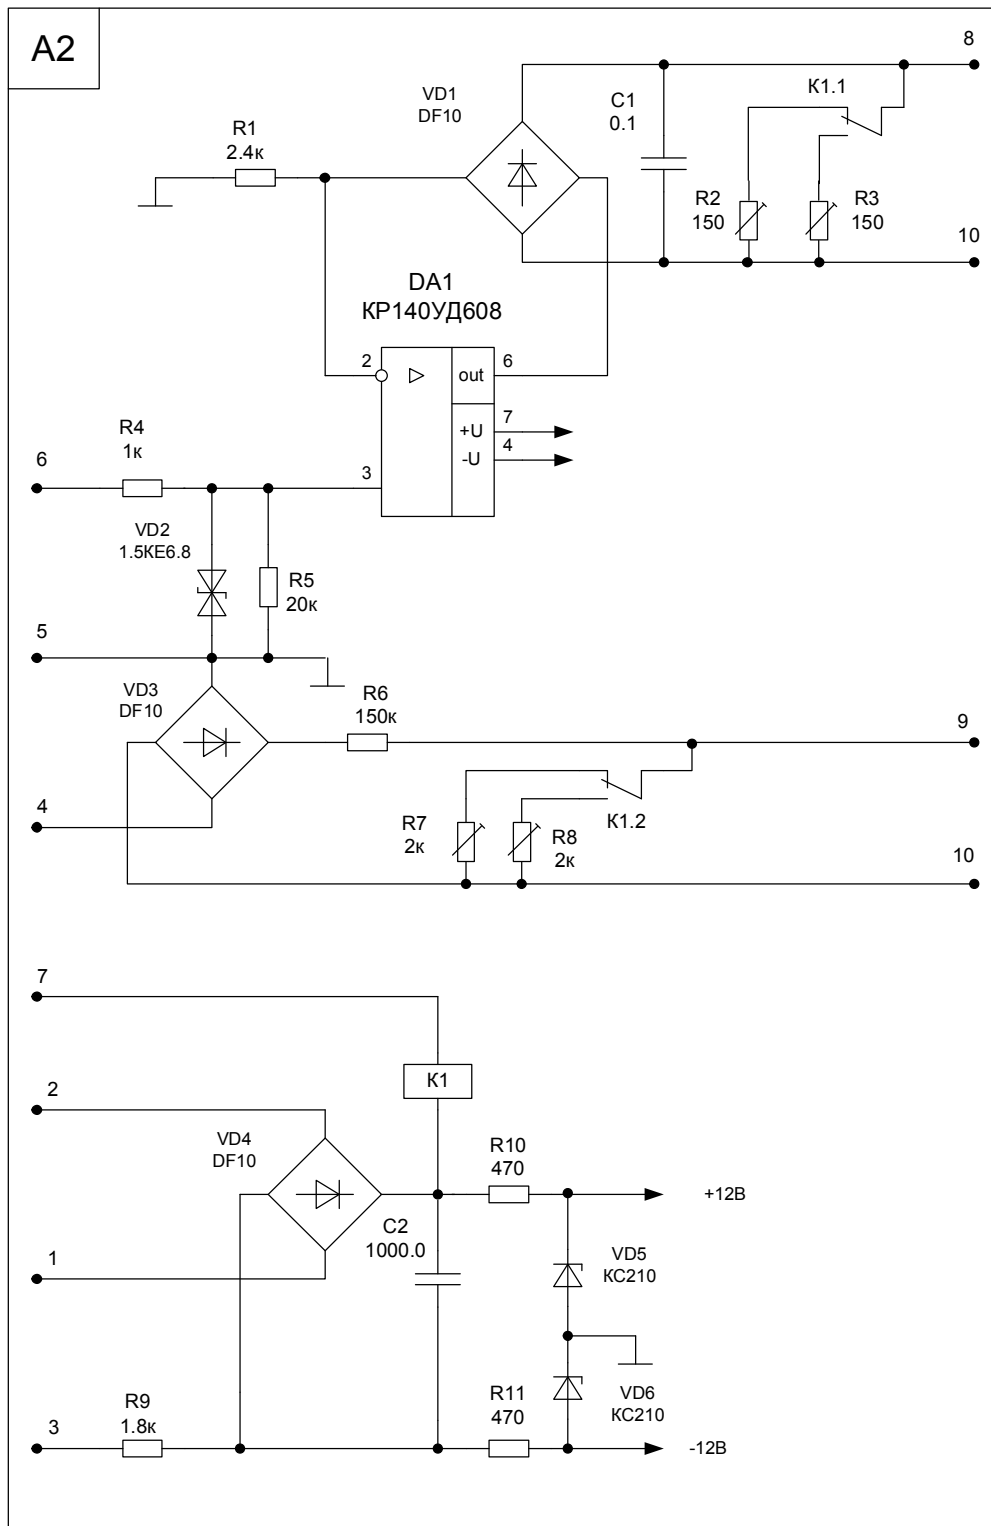 A2
8
VD1
DF10
C1
0.1
К1.1
R1
2.4к
R2
150
R3
150
10
DA1
КР140УД608
2
out
6
+U
7
-U
4
3
R4
1к
6
VD2
1.5KE6.8
R5
20к
5
VD3
DF10
R6
150к
9
4
R7
2к
R8
2к
К1.2
10
7
К1
2
VD4
DF10
R10
470
+12В
C2
1000.0
1
VD5
КС210
R9
1.8к
R11
470
VD6
КС210
3
-12В